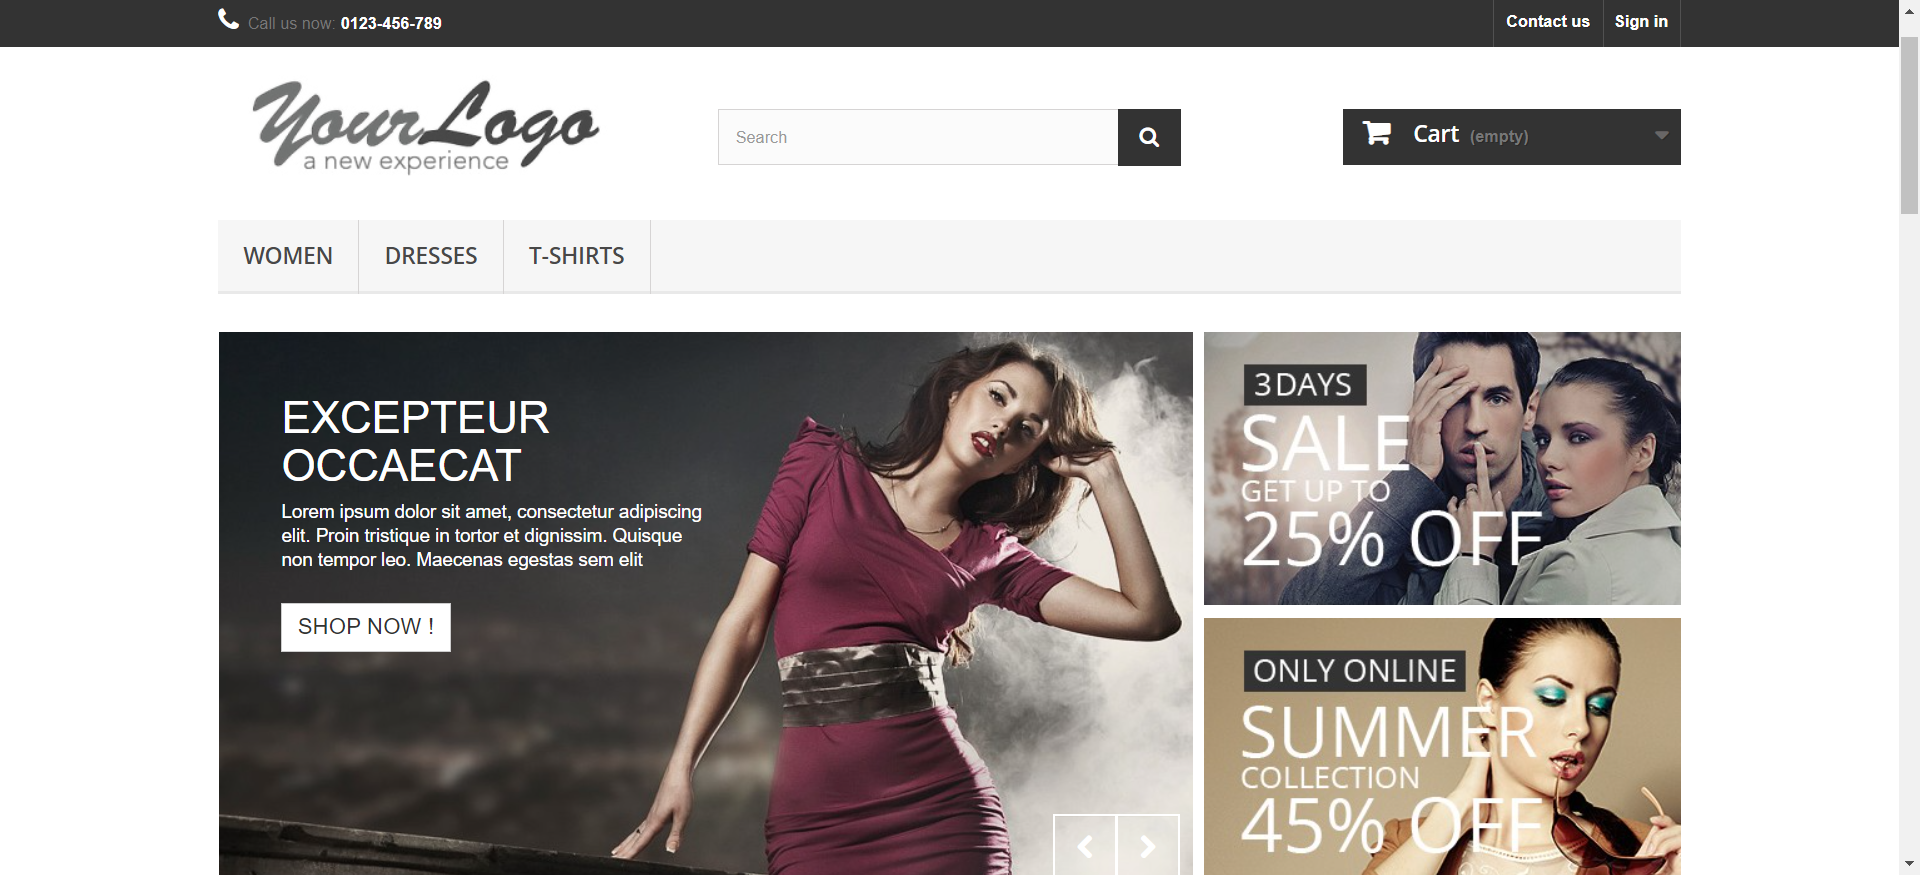 Call us now: 0123-456-789
Contact us
Sign in
YourLogo
a new experience
Search
Cart (empty)
WOMEN
DRESSES
T-SHIRTS
EXCEPTEUR
OCCAECAT
Lorem ipsum dolor sit amet, consectetur adipiscing
elit. Proin tristique in tortor et dignissim. Quisque
non tempor leo. Maecenas egestas sem elit
SHOP NOW !
3 DAYS
SALE
GET UP TO
25% OFF
ONLY ONLINE
SUMMER
COLLECTION
45% OFF